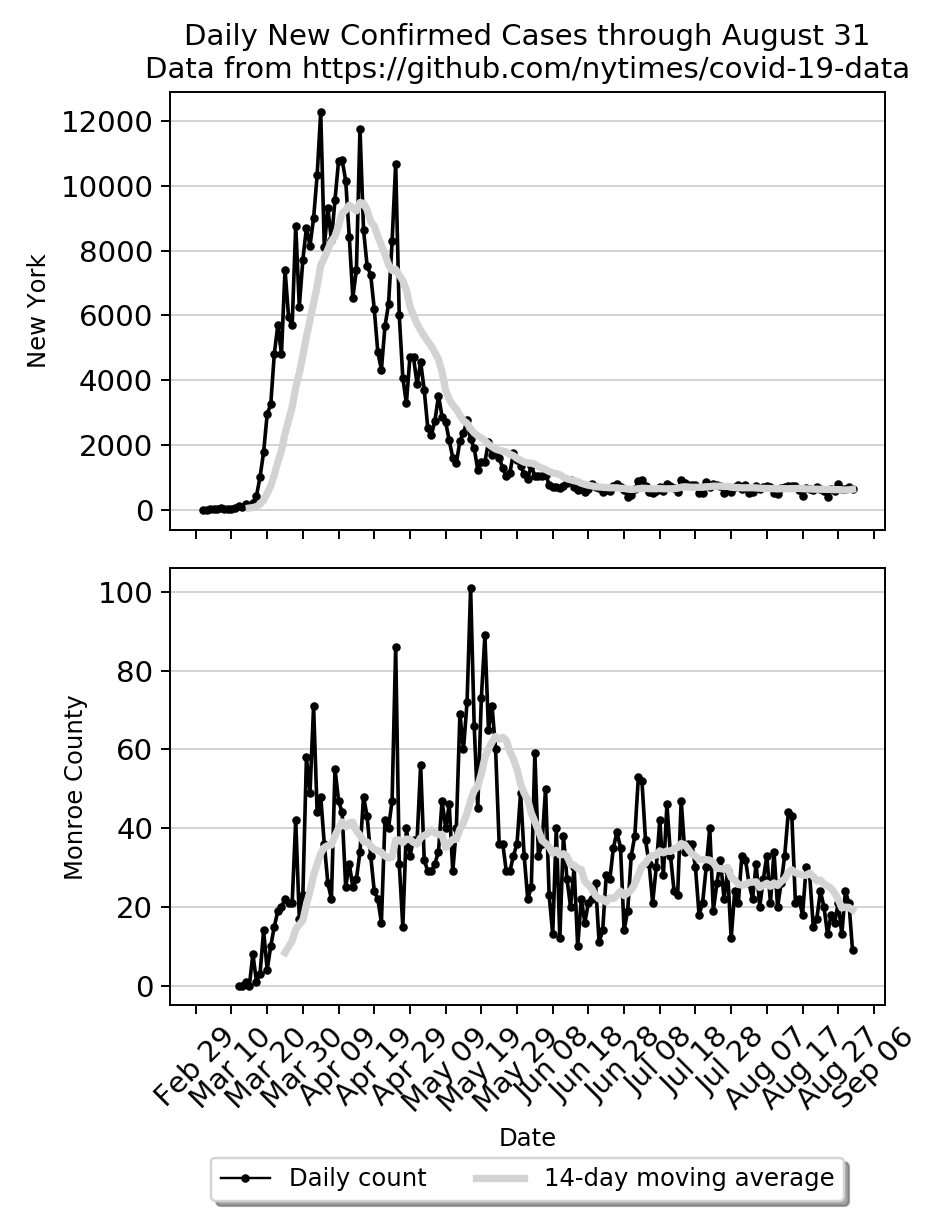 Daily New Confirmed Cases through August 31
Data from https://github.com/nytimes/covid-19-data
New York
12000
10000
8000
6000
4000
2000
0
Monroe County
100
80
60
40
20
0
Feb 29
Mar 10
Mar 20
Mar 30
Apr 09
Apr 19
Apr 29
May 09
May 19
May 29
Jun 08
Jun 18
Jun 28
Jul 08
Jul 18
Jul 28
Aug 07
Aug 17
Aug 27
Sep 06
Date
Daily count 14-day moving average